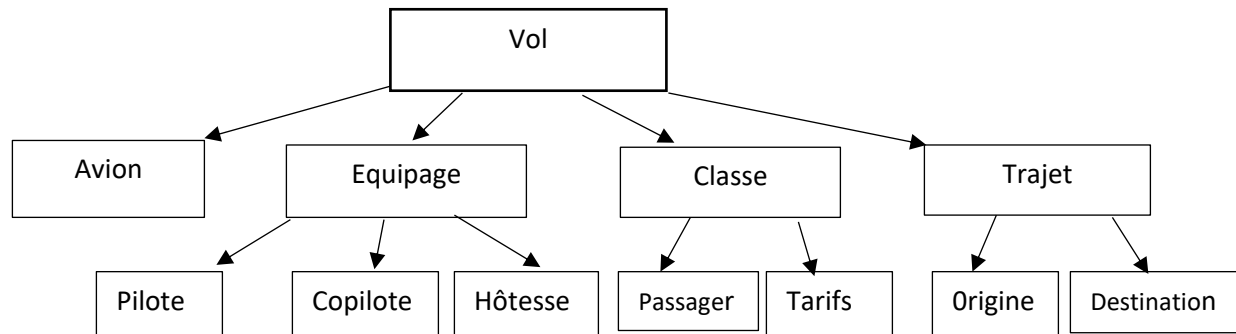 Vol
Avion
Equipage
Classe
Trajet
Pilote
Copilote
Hôtesse
Passager
Tarifs
0rigine
Destination